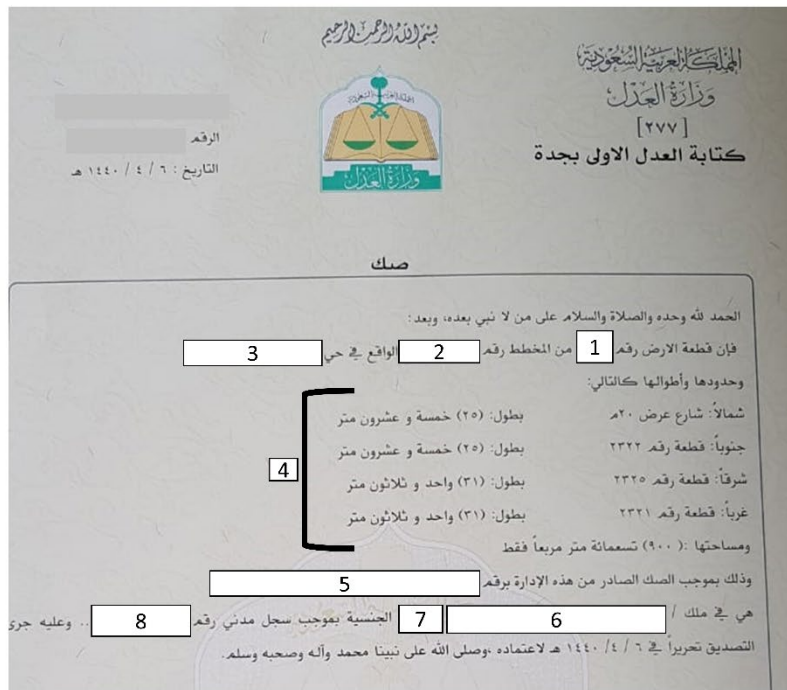 بسم الله الرحمن الرحيم
المملكة العربية السعودية
وزارة العدل
[٢٧٧]
كتابة العدل الاولى بجدة
المملكة العربية السعودية
وزارة العدل
الرقم
التاريخ : ٦ / ٤ / ١٤٤٠ هـ
صك
الحمد لله وحده والصلاة والسلام على من لا نبي بعده، وبعد:
فإن قطعة الارض رقم 1 من المخطط رقم 2 الواقع في حي 3
وحدودها وأطوالها كالتالي:
شمالاً: شارع عرض ٢٠م بطول: (٢٥) خمسة و عشرون متر
جنوباً: قطعة رقم ٢٣٢٢ بطول: (٢٥) خمسة و عشرون متر
4
شرقاً: قطعة رقم ٢٣٢٥ بطول: (٣١) واحد و ثلاثون متر
غرباً: قطعة رقم ٢٣٢١ بطول: (٣١) واحد و ثلاثون متر
ومساحتها :( ٩٠٠) تسعمائة متر مربعاً فقط
وذلك بموجب الصك الصادر من هذه الإدارة برقم 5
هي في ملك / 6 7 الجنسية بموجب سجل مدني رقم 8 .. وعليه جرى
التصديق تحريراً في ٦ / ٤ / ١٤٤٠ هـ لاعتماده ،وصلى الله على نبينا محمد وآله وصحبه وسلم.